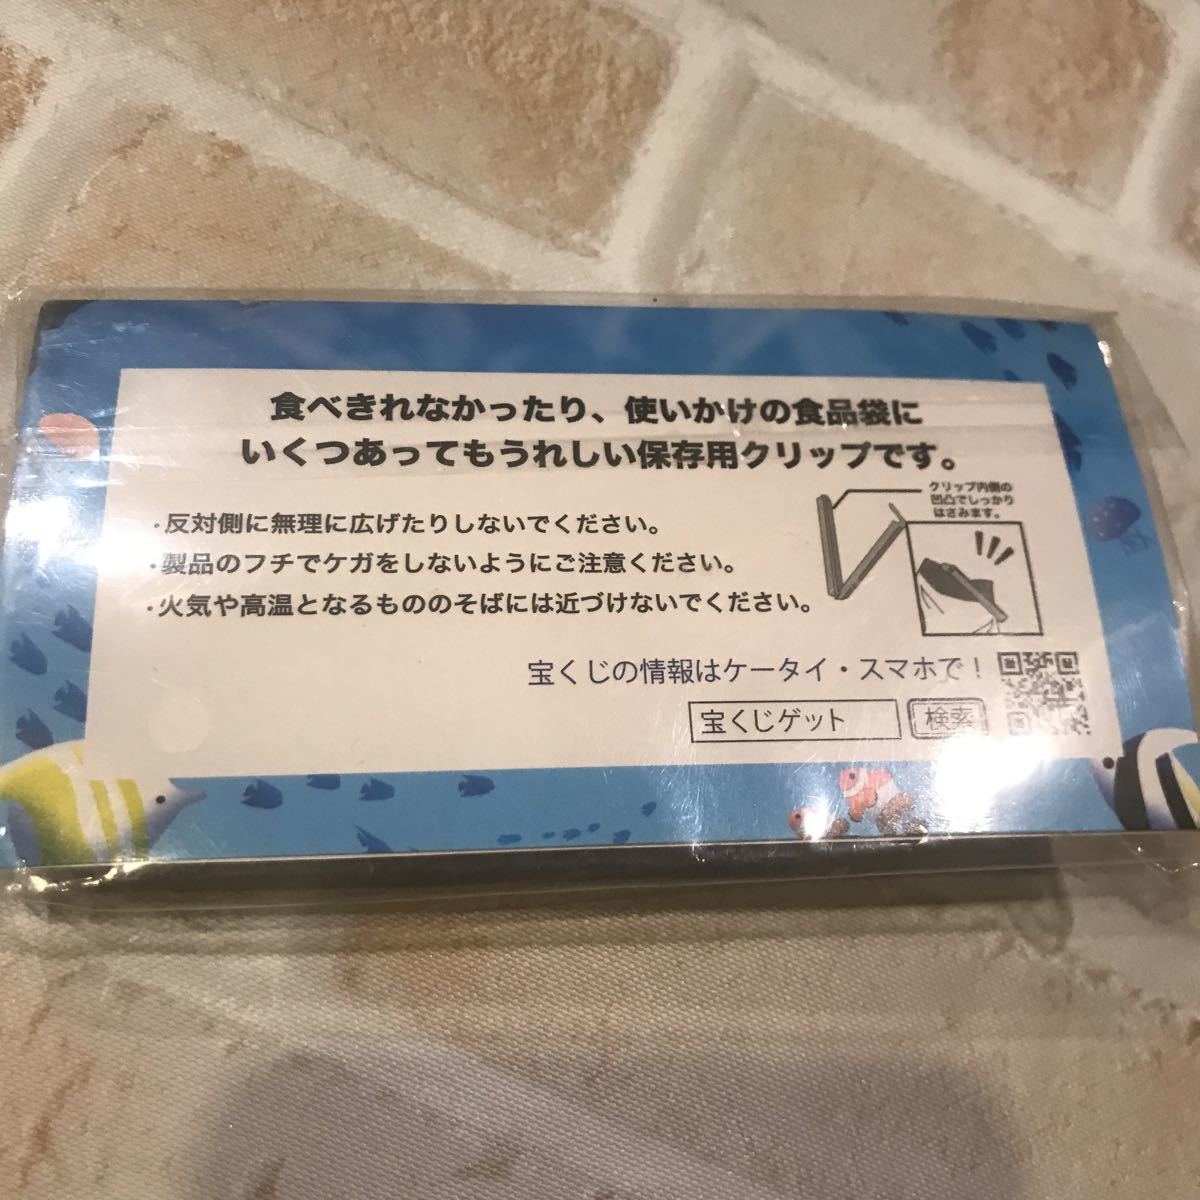 食べきれなかったり、使いかけの食品袋に
いくつあってもうれしい保存用クリップです。
・反対側に無理に広げたりしないでください。
・製品のフチでケガをしないようにご注意ください。
・火気や高温となるもののそばには近づけないでください。
クリップ内側の
凹凸でしっかり
はさみます。
宝くじの情報はケータイ・スマホで！
宝くじゲット 検索